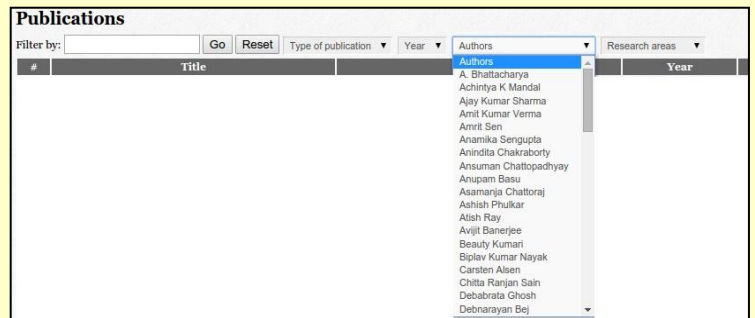 Publications
Filter by: Go Reset Type of publication Year Authors Research areas
# Title Year
Authors
A. Bhattacharya
Achintya K Mandal
Ajay Kumar Sharma
Amit Kumar Verma
Amrit Sen
Anamika Sengupta
Anindita Chakraborty
Ansuman Chattopadhyay
Anupam Basu
Asamanja Chattoraj
Ashish Phulkar
Atish Ray
Avijit Banerjee
Beauty Kumari
Biplav Kumar Nayak
Carsten Alsen
Chitta Ranjan Sain
Debabrata Ghosh
Debnarayan Bej